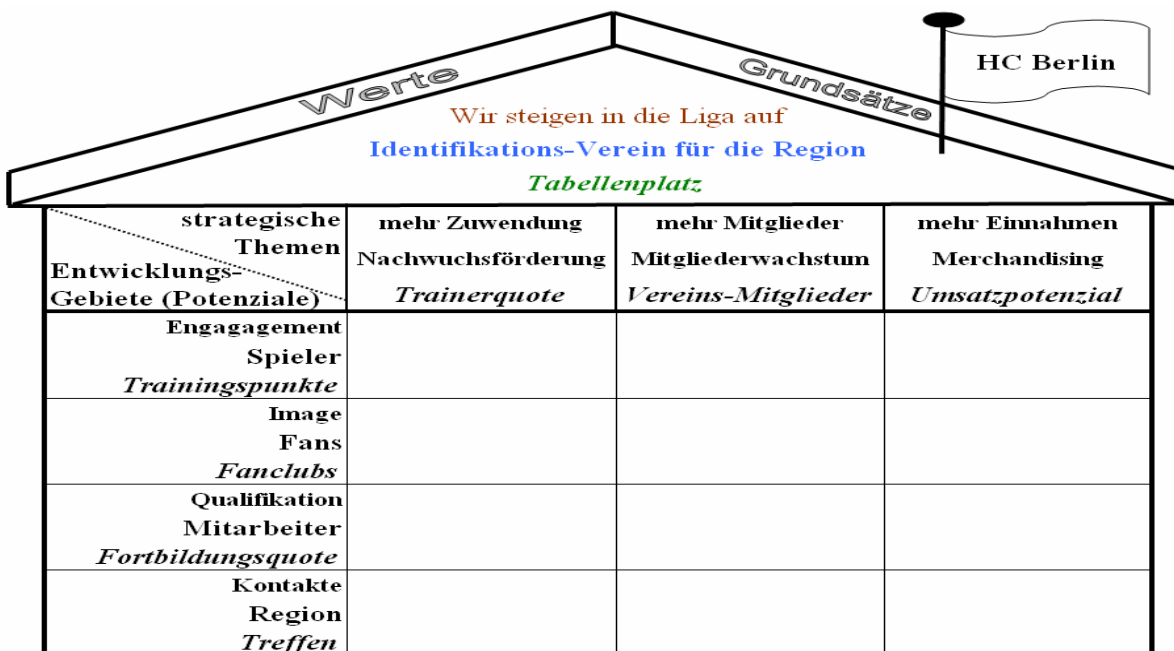 HC Berlin
Werte
Grundsätze
Wir steigen in die Liga auf
Identifikations-Verein für die Region
Tabellenplatz
strategische
Themen
Entwicklungs-
Gebiete (Potenziale)
mehr Zuwendung
Nachwuchsförderung
Trainerquote
mehr Mitglieder
Mitgliederwachstum
Vereins-Mitglieder
mehr Einnahmen
Merchandising
Umsatzpotenzial
Engagagement
Spieler
Trainingspunkte
Image
Fans
Fanclubs
Qualifikation
Mitarbeiter
Fortbildungsquote
Kontakte
Region
Treffen